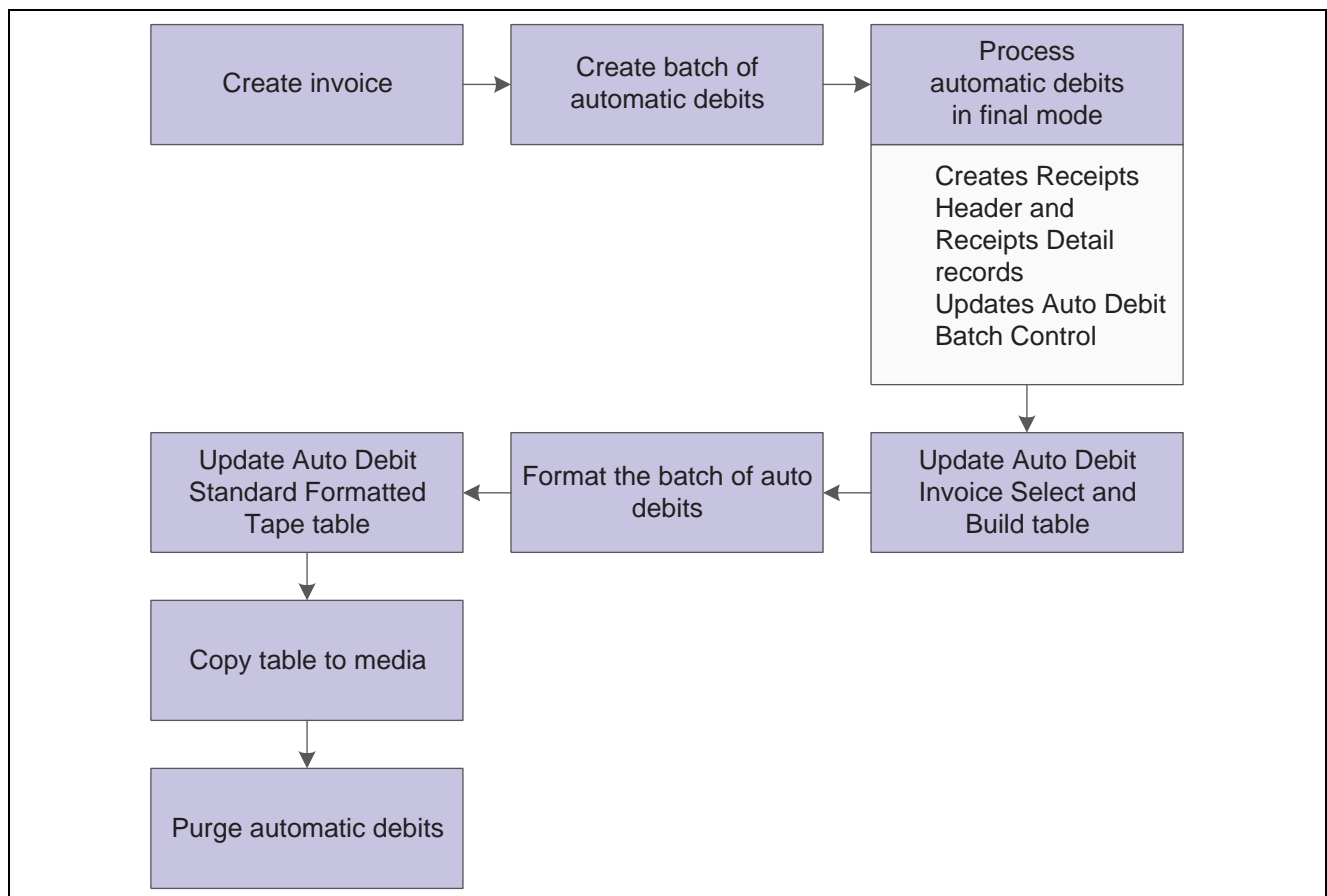 Create invoice
Create batch of
automatic debits
Process
automatic debits
in final mode
Creates Receipts
Header and
Receipts Detail
records
Updates Auto Debit
Batch Control
Update Auto Debit
Standard Formatted
Tape table
Format the batch of auto
debits
Update Auto Debit
Invoice Select and
Build table
Copy table to media
Purge automatic debits